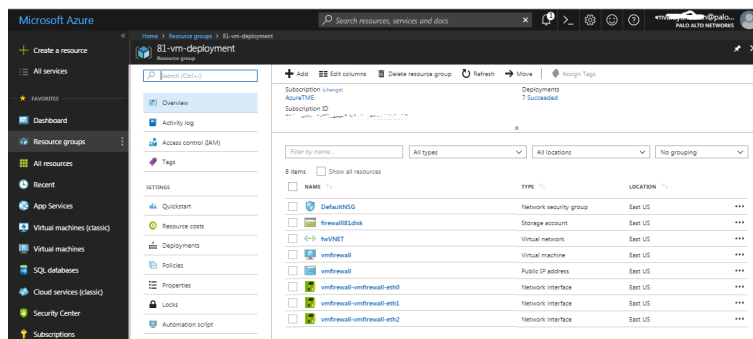 Microsoft Azure
Search resources, services and docs
PALO ALTO NETWORKS
Create a resource
All services
FAVORITES
Dashboard
Resource groups
All resources
Recent
App Services
Virtual machines (classic)
Virtual machines
SQL databases
Cloud services (classic)
Security Center
Subscriptions
Home > Resource groups > 81-vm-deployment
81-vm-deployment
Resource group
Search (Ctrl+/)
Overview
Activity log
Access control (IAM)
Tags
SETTINGS
Quickstart
Resource costs
Deployments
Policies
Properties
Locks
Automation script
Add Edit columns Delete resource group Refresh Move Assign Tags
Subscription (change) Deployments
AzureTME 7 Succeeded
Subscription ID
Filter by name... All types All locations No grouping
8 items Show all resources
NAME TYPE LOCATION
DefaultNSG Network security group East US
firewall81disk Storage account East US
fwVNET Virtual network East US
vmfirewall Virtual machine East US
vmfirewall Public IP address East US
vmfirewall-vmfirewall-eth0 Network interface East US
vmfirewall-vmfirewall-eth1 Network interface East US
vmfirewall-vmfirewall-eth2 Network interface East US